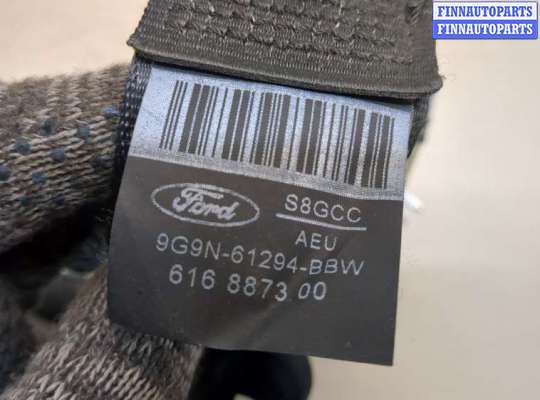 FINNAUTOPARTS
FINNAUTOPARTS
Ford
S8GCC
AEU
9G9N-61294-BBW
616 8873 00